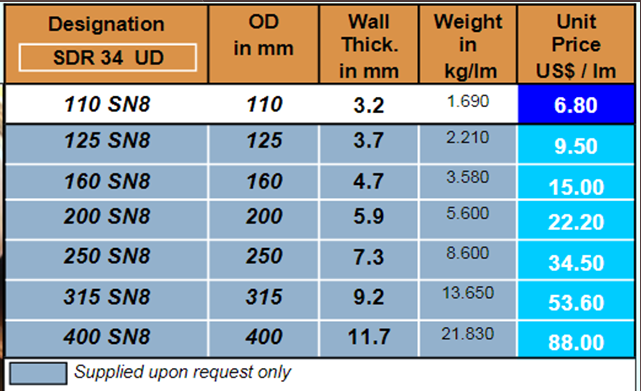 Designation OD Wall Weight Unit
SDR 34 UD in mm Thick. in Price
in mm kg/lm US$ / lm
110 SN8 110 3.2 1.690 6.80
125 SN8 125 3.7 2.210 9.50
160 SN8 160 4.7 3.580 15.00
200 SN8 200 5.9 5.600 22.20
250 SN8 250 7.3 8.600 34.50
315 SN8 315 9.2 13.650 53.60
400 SN8 400 11.7 21.830 88.00
Supplied upon request only